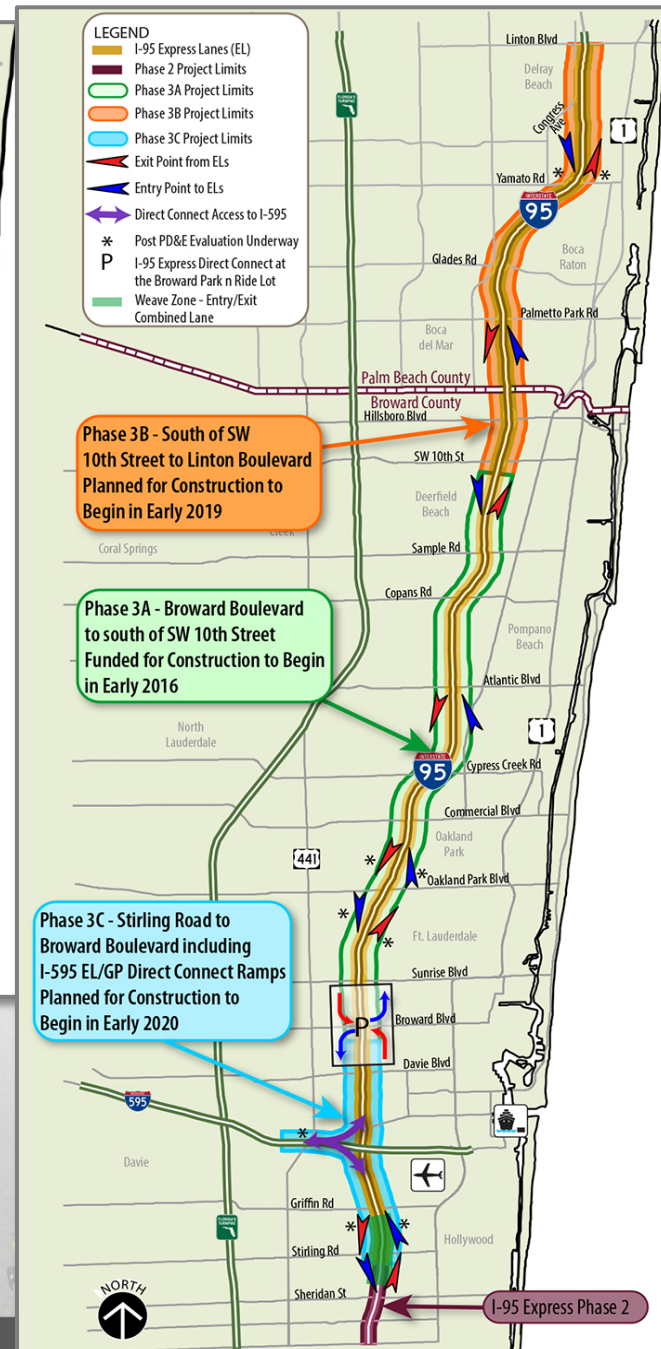 LEGEND
I-95 Express Lanes (EL)
Phase 2 Project Limits
Phase 3A Project Limits
Phase 3B Project Limits
Phase 3C Project Limits
Exit Point from ELs
Entry Point to ELs
Direct Connect Access to I-595
* Post PD&E Evaluation Underway
P I-95 Express Direct Connect at
the Broward Park n Ride Lot
Weave Zone - Entry/Exit
Combined Lane
Linton Blvd
Delray
Beach
Congress
Ave
1
Yamato Rd
* *
INTERSTATE
95
Glades Rd
Boca
Raton
Palmetto Park Rd
Boca
del Mar
Palm Beach County
Broward County
Hillsboro Blvd
Phase 3B - South of SW
10th Street to Linton Boulevard
Planned for Construction to
Begin in Early 2019
SW 10th St
Deerfield
Beach
Creek
Coral Springs
Sample Rd
Copans Rd
Phase 3A - Broward Boulevard
to south of SW 10th Street
Funded for Construction to Begin
in Early 2016
Pompano
Beach
Atlantic Blvd
North
Lauderdale
1
INTERSTATE
95
Cypress Creek Rd
Commercial Blvd
Oakland
Park
441
*
*Oakland Park Blvd
*
*
Ft. Lauderdale
Phase 3C - Stirling Road to
Broward Boulevard including
I-595 EL/GP Direct Connect Ramps
Planned for Construction to
Begin in Early 2020
Sunrise Blvd
P
Broward Blvd
Davie Blvd
595
*
Davie
Griffin Rd
* *
Stirling Rd
Hollywood
NORTH
Sheridan St
I-95 Express Phase 2